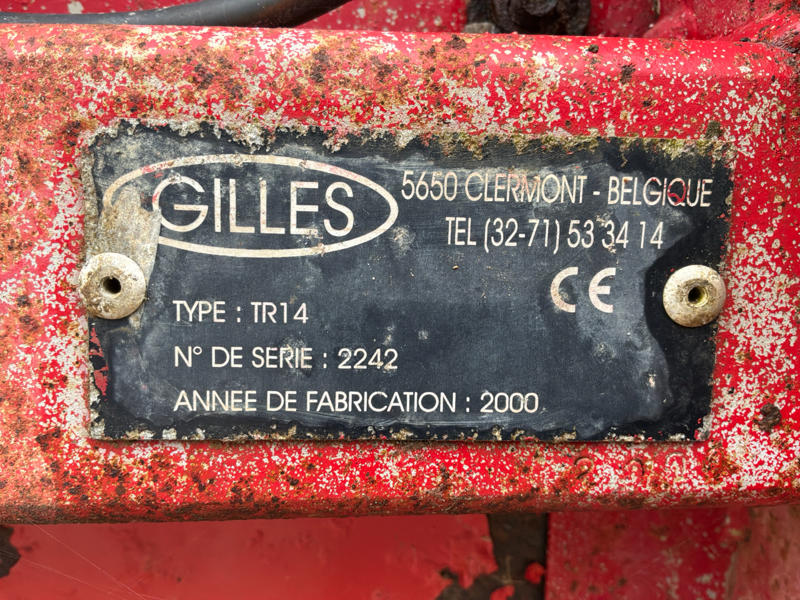 GILLES
5650 CLERMONT - BELGIQUE
TEL (32-71) 53 34 14
CE
TYPE : TR14
N° DE SERIE : 2242
ANNEE DE FABRICATION : 2000